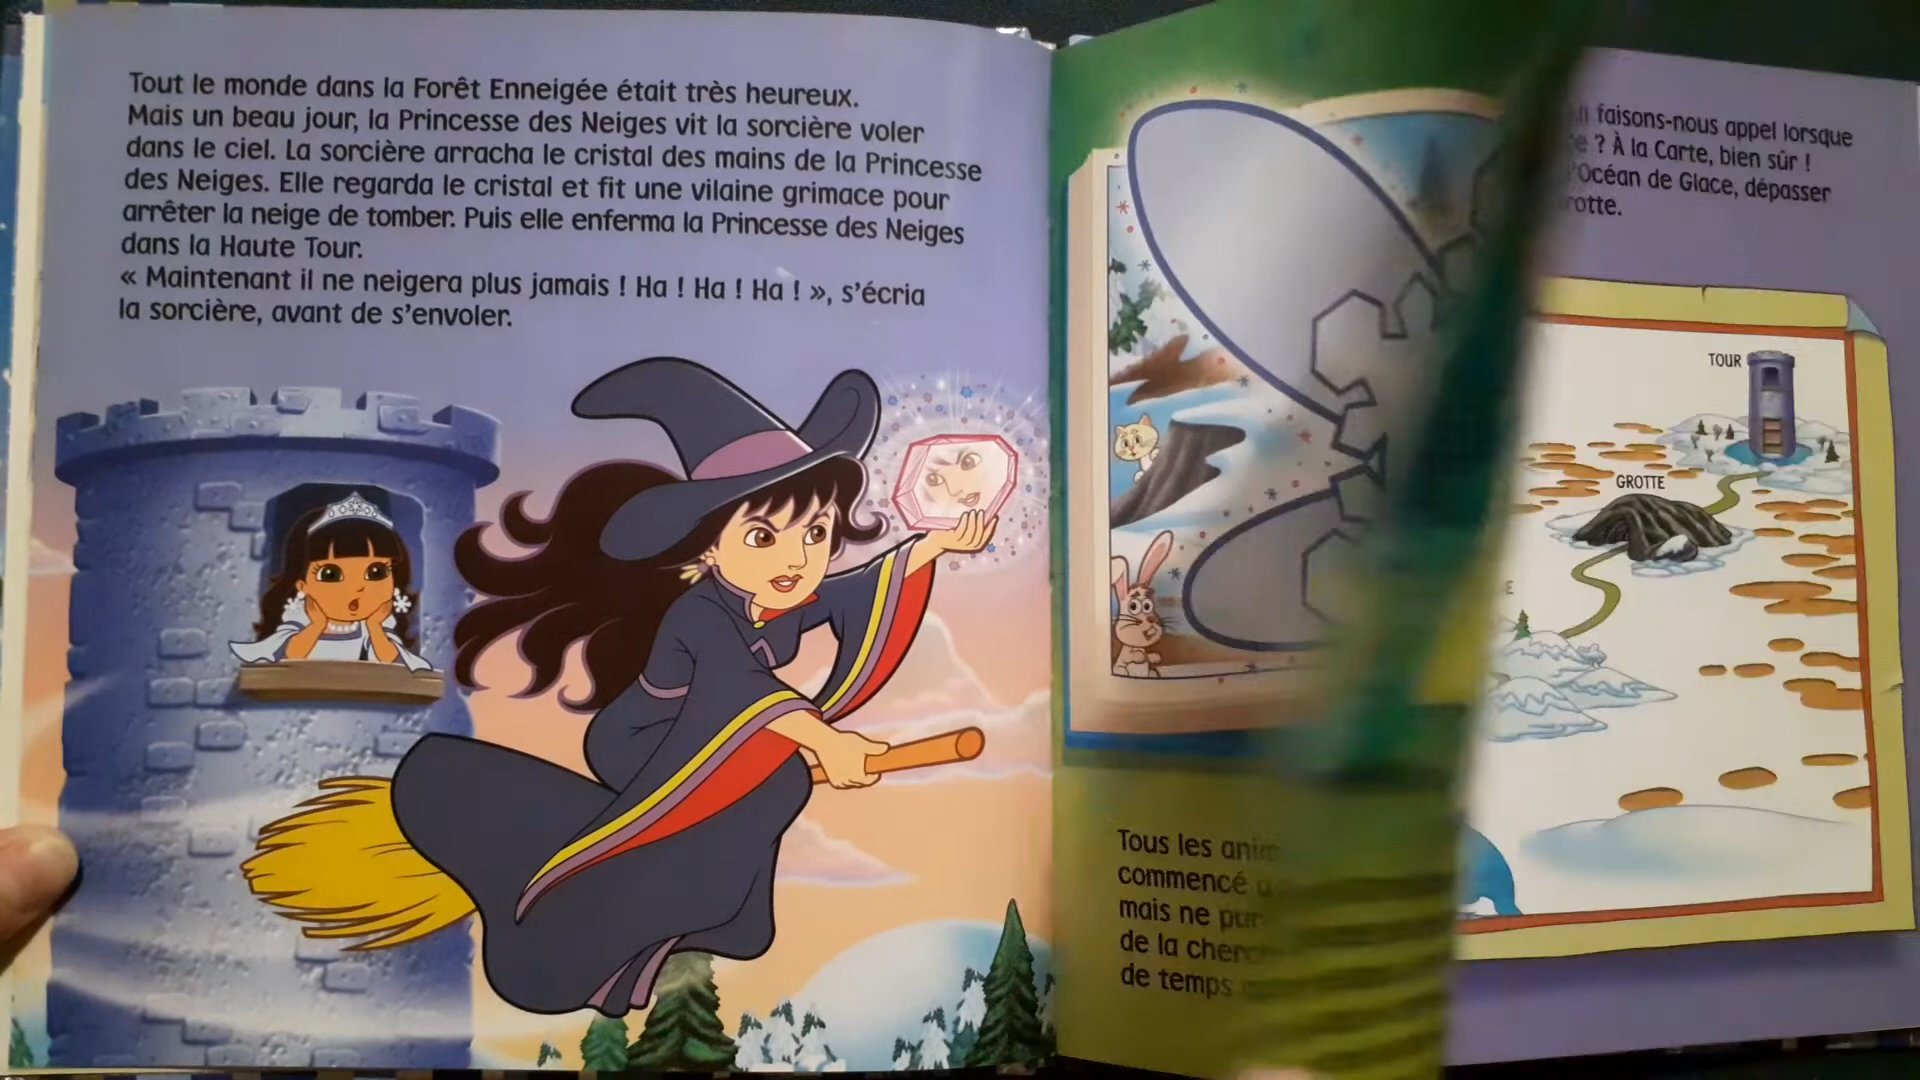 Tout le monde dans la Forêt Enneigée était très heureux.
Mais un beau jour, la Princesse des Neiges vit la sorcière voler
dans le ciel. La sorcière arracha le cristal des mains de la Princesse
des Neiges. Elle regarda le cristal et fit une vilaine grimace pour
arrêter la neige de tomber. Puis elle enferma la Princesse des Neiges
dans la Haute Tour.
« Maintenant il ne neigera plus jamais ! Ha ! Ha ! Ha ! », s'écria
la sorcière, avant de s'envoler.
Tous les
commencé
mais ne
de la
de temps
faisons-nous appel lorsque
? À la Carte, bien sûr !
l'Océan de Glace, dépasser
TOUR
GROTTE